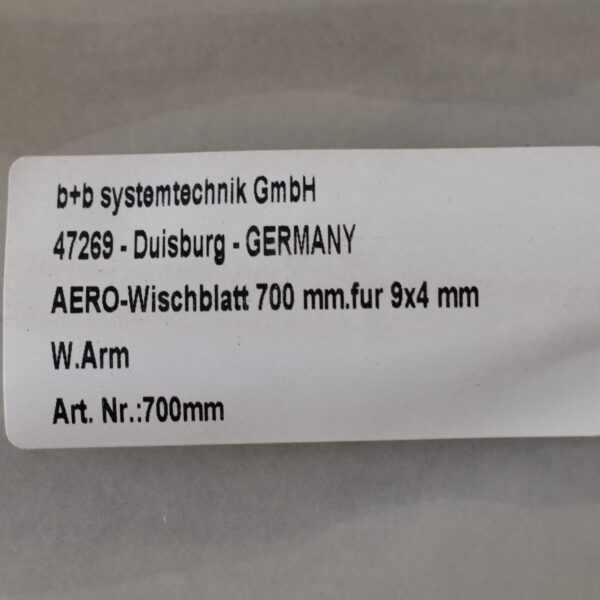 b+b systemtechnik GmbH
47269 - Duisburg - GERMANY
AERO-Wischblatt 700 mm.fur 9x4 mm
W.Arm
Art. Nr.:700mm